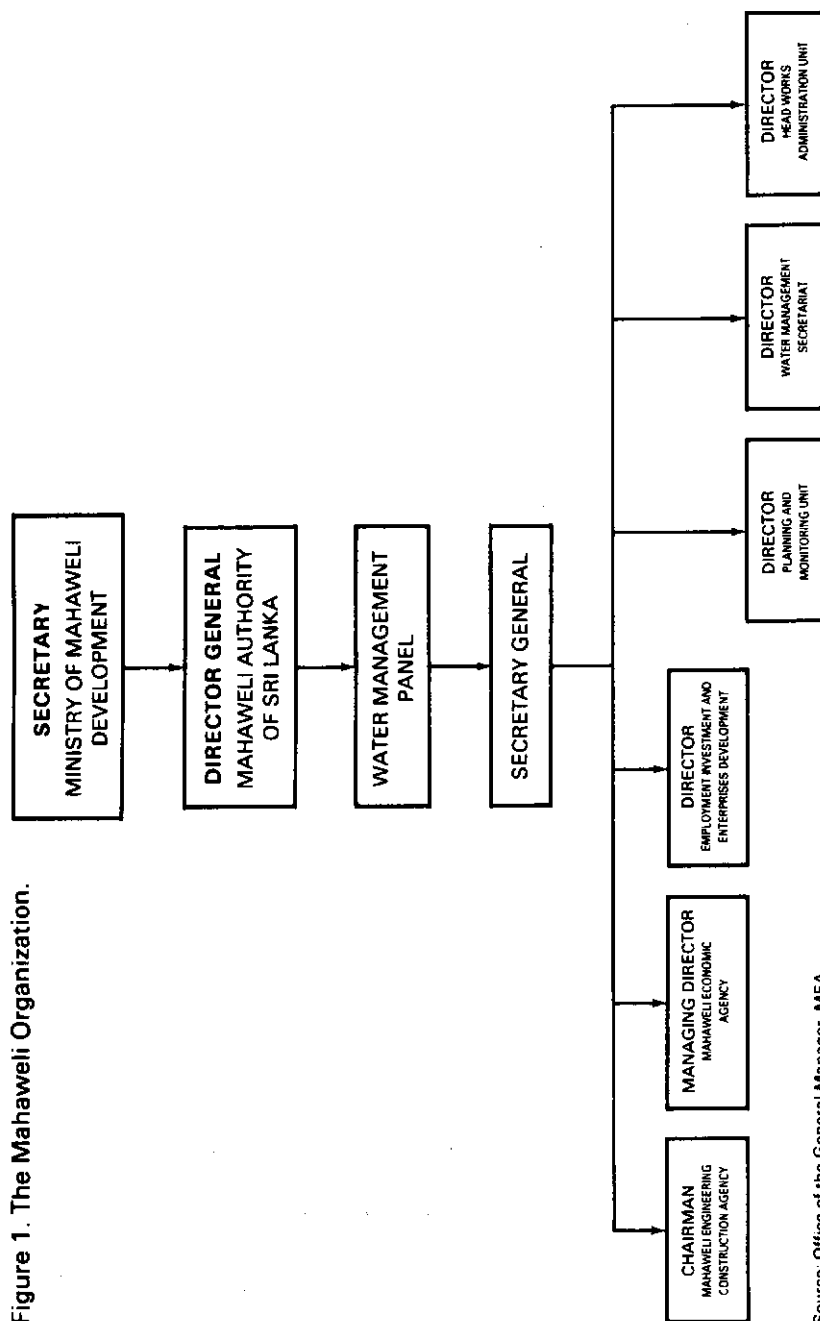 Figure 1. The Mahaweli Organization.
SECRETARY
MINISTRY OF MAHAWELI
DEVELOPMENT
DIRECTOR GENERAL
MAHAWELI AUTHORITY
OF SRI LANKA
WATER MANAGEMENT
PANEL
SECRETARY GENERAL
CHAIRMAN
MAHAWELI ENGINEERING
CONSTRUCTION AGENCY
MANAGING DIRECTOR
MAHAWELI ECONOMIC
AGENCY
DIRECTOR
EMPLOYMENT INVESTMENT AND
ENTERPRISES DEVELOPMENT
DIRECTOR
PLANNING AND
MONITORING UNIT
DIRECTOR
WATER MANAGEMENT
SECRETARIAT
DIRECTOR
HEAD WORKS
ADMINISTRATION UNIT
Source: Office of the General Manager, MEA